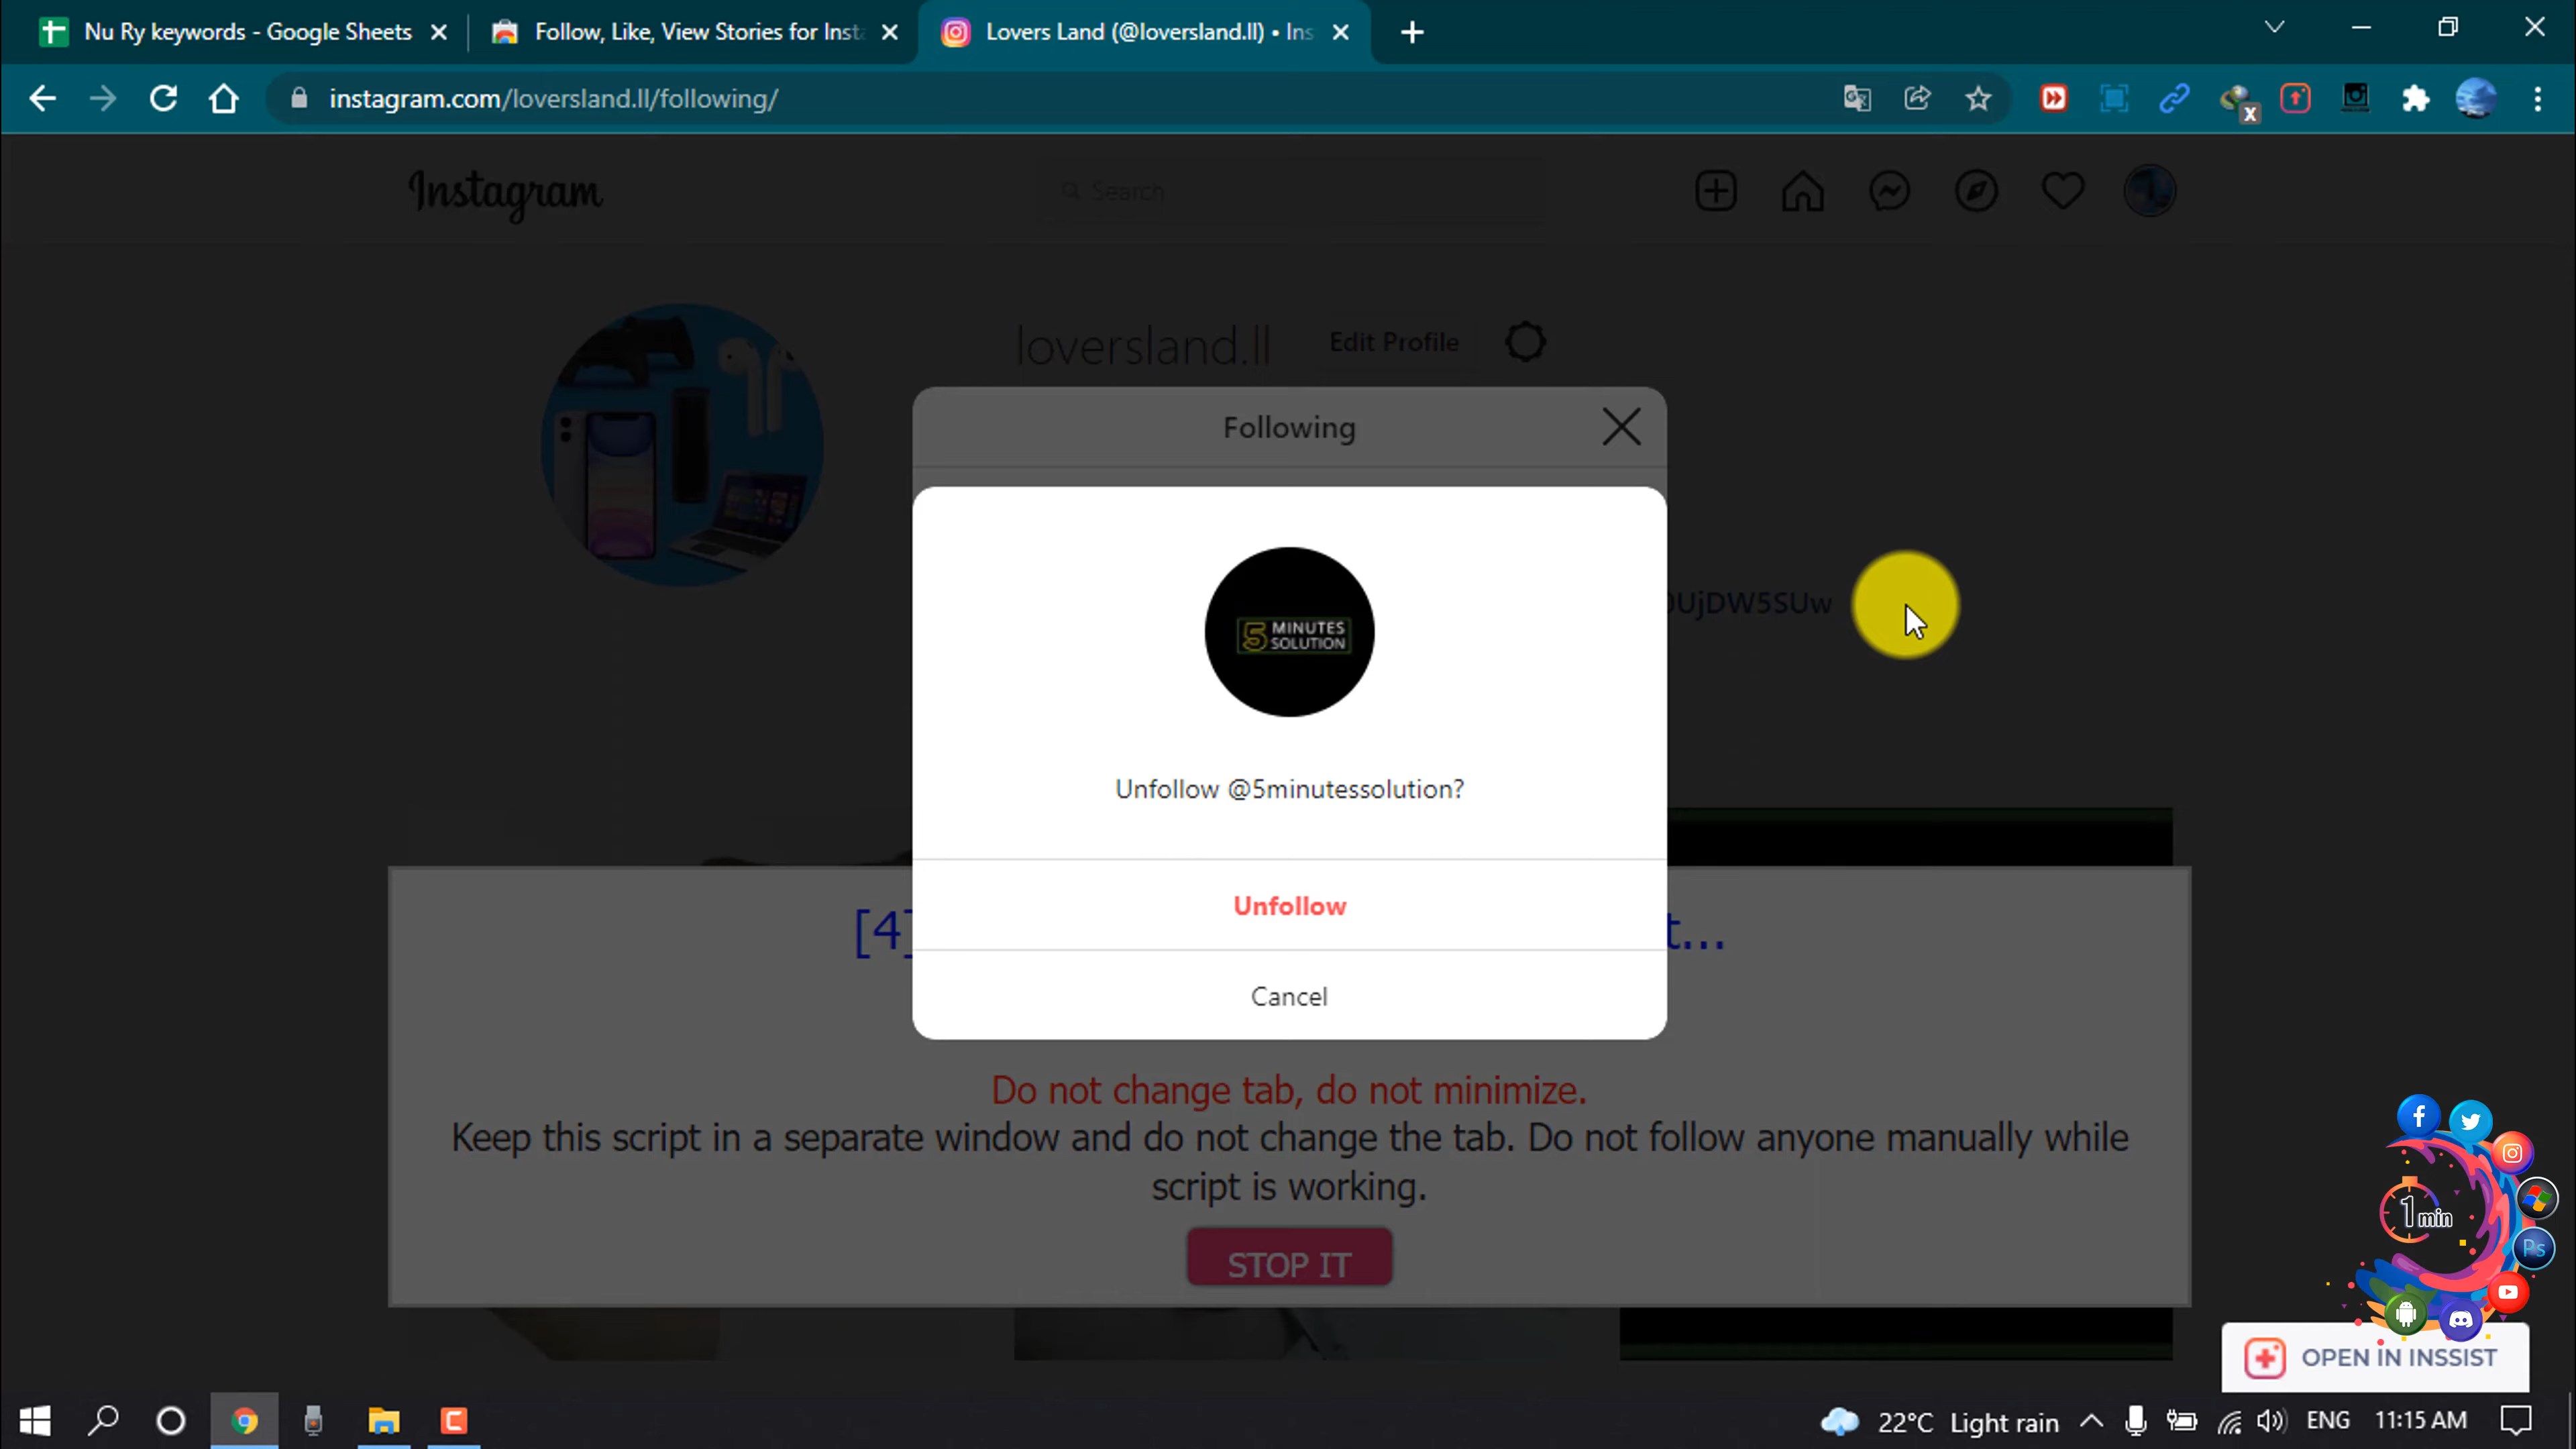 Nu Ry keywords - Google Sheets
Follow, Like, View Stories for Insta
Lovers Land (@loversland.ll) • Ins
instagram.com/loversland.ll/following/
x
Instagram
Search
loversland.ll
Edit Profile
Following
5 MINUTES
SOLUTION
UjDW5SUw
Unfollow @5minutessolution?
Unfollow
[4] t...
Cancel
Do not change tab, do not minimize.
Keep this script in a separate window and do not change the tab. Do not follow anyone manually while
script is working.
STOP IT
1 min
Ps
OPEN IN INSSIST
22°C Light rain
ENG
11:15 AM